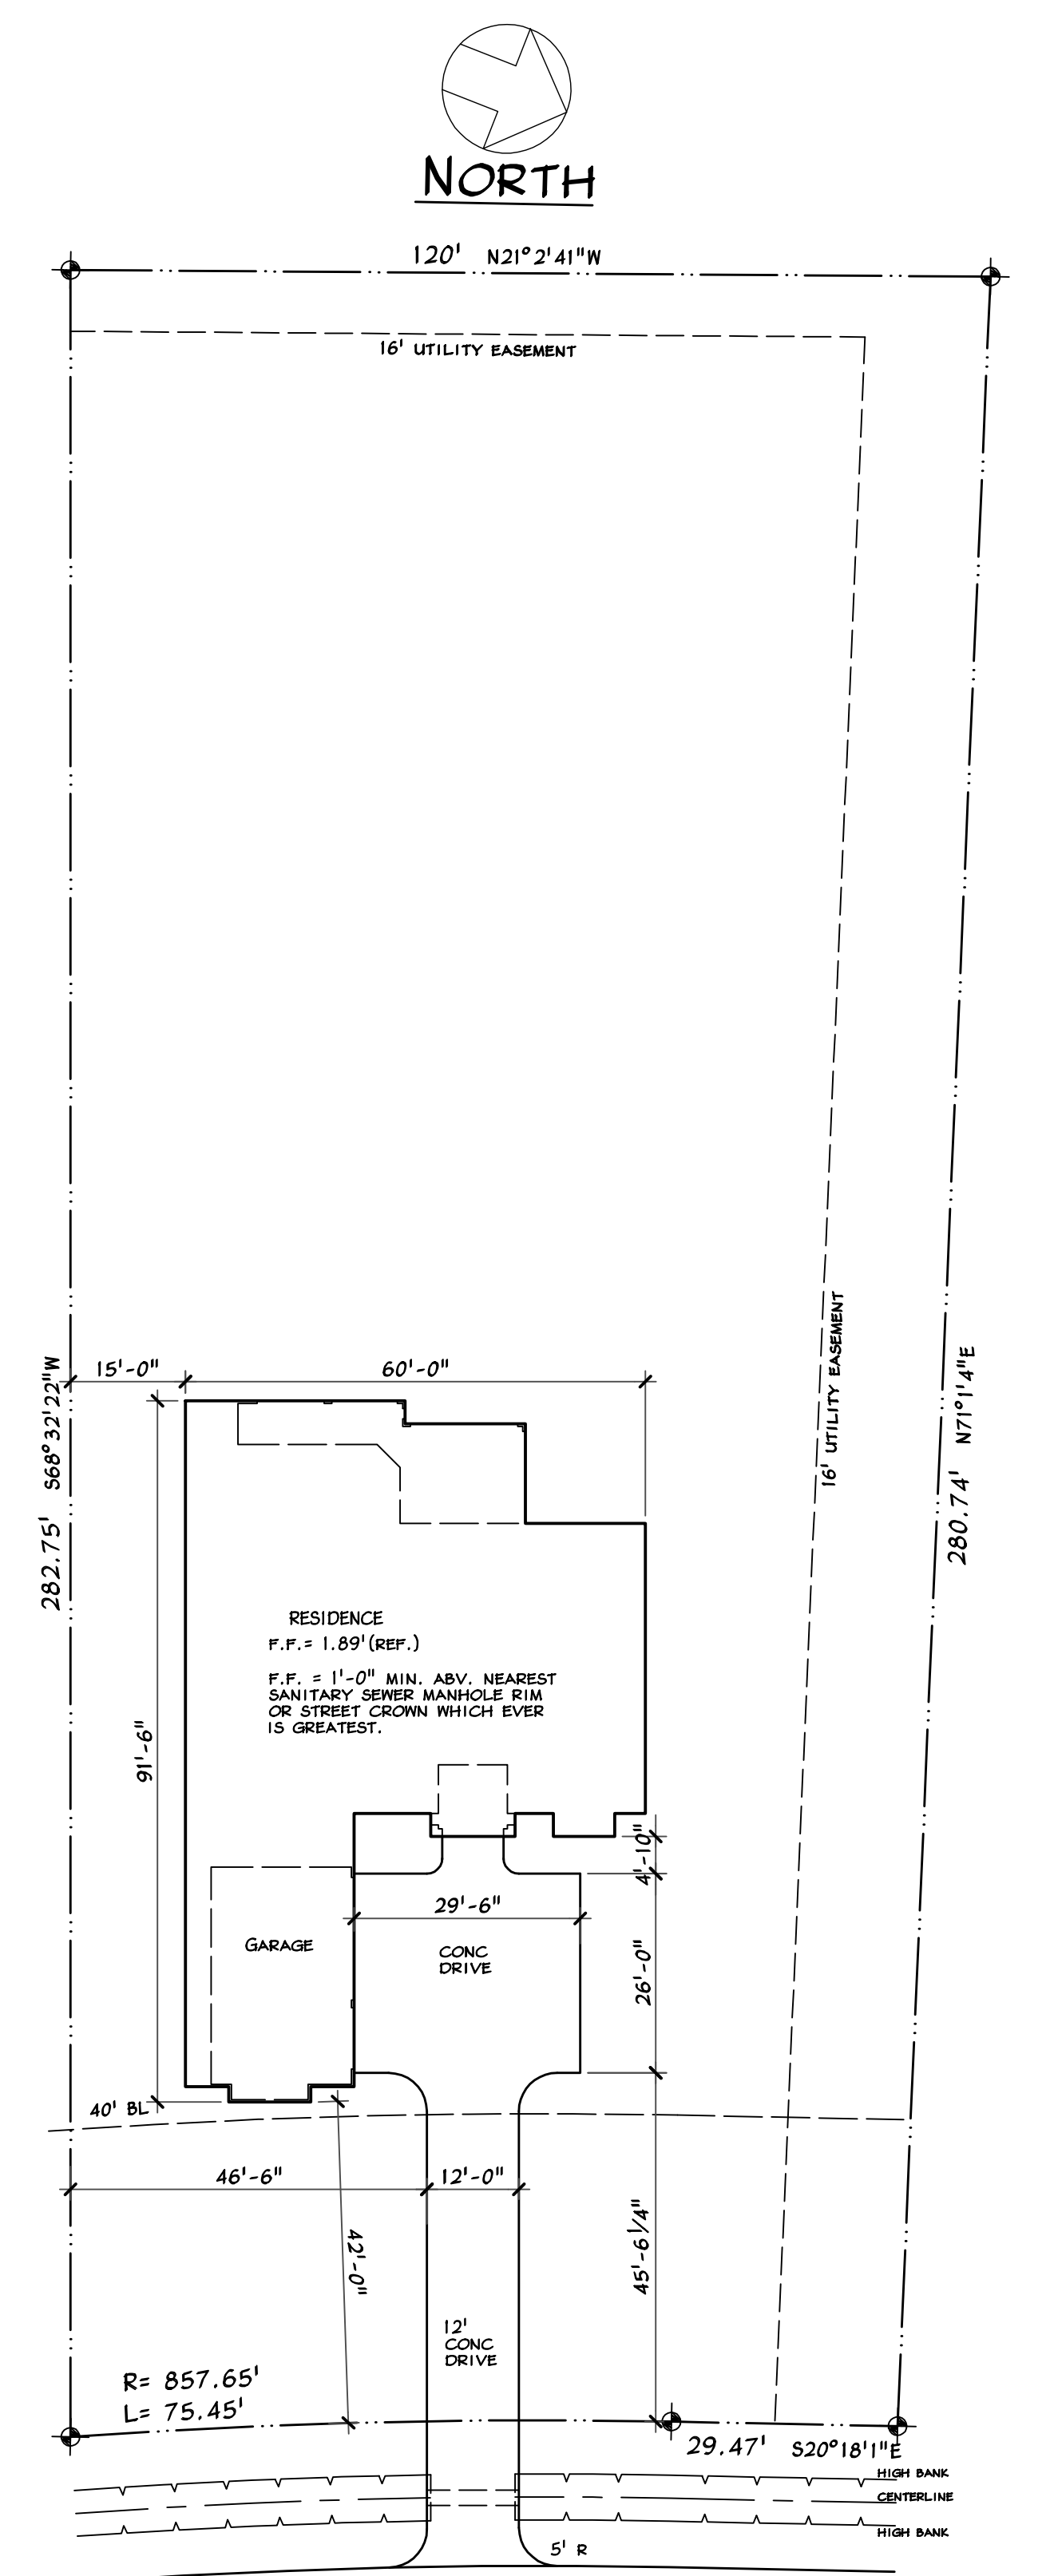 NORTH
120' N21°2'41"W
16' UTILITY EASEMENT
16' UTILITY EASEMENT
282.75' S68°32'22"W
280.74' N71°1'4"E
15'-0"
60'-0"
91'-6"
RESIDENCE
F.F.= 1.89'(REF.)
F.F. = 1'-0" MIN. ABV. NEAREST
SANITARY SEWER MANHOLE RIM
OR STREET CROWN WHICH EVER
IS GREATEST.
4'-10"
29'-6"
GARAGE
CONC
DRIVE
26'-0"
40' BL
46'-6"
12'-0"
42'-0"
45'-6 1/4"
12'
CONC
DRIVE
R= 857.65'
L= 75.45'
29.47' S20°18'1"E
HIGH BANK
CENTERLINE
HIGH BANK
5' R